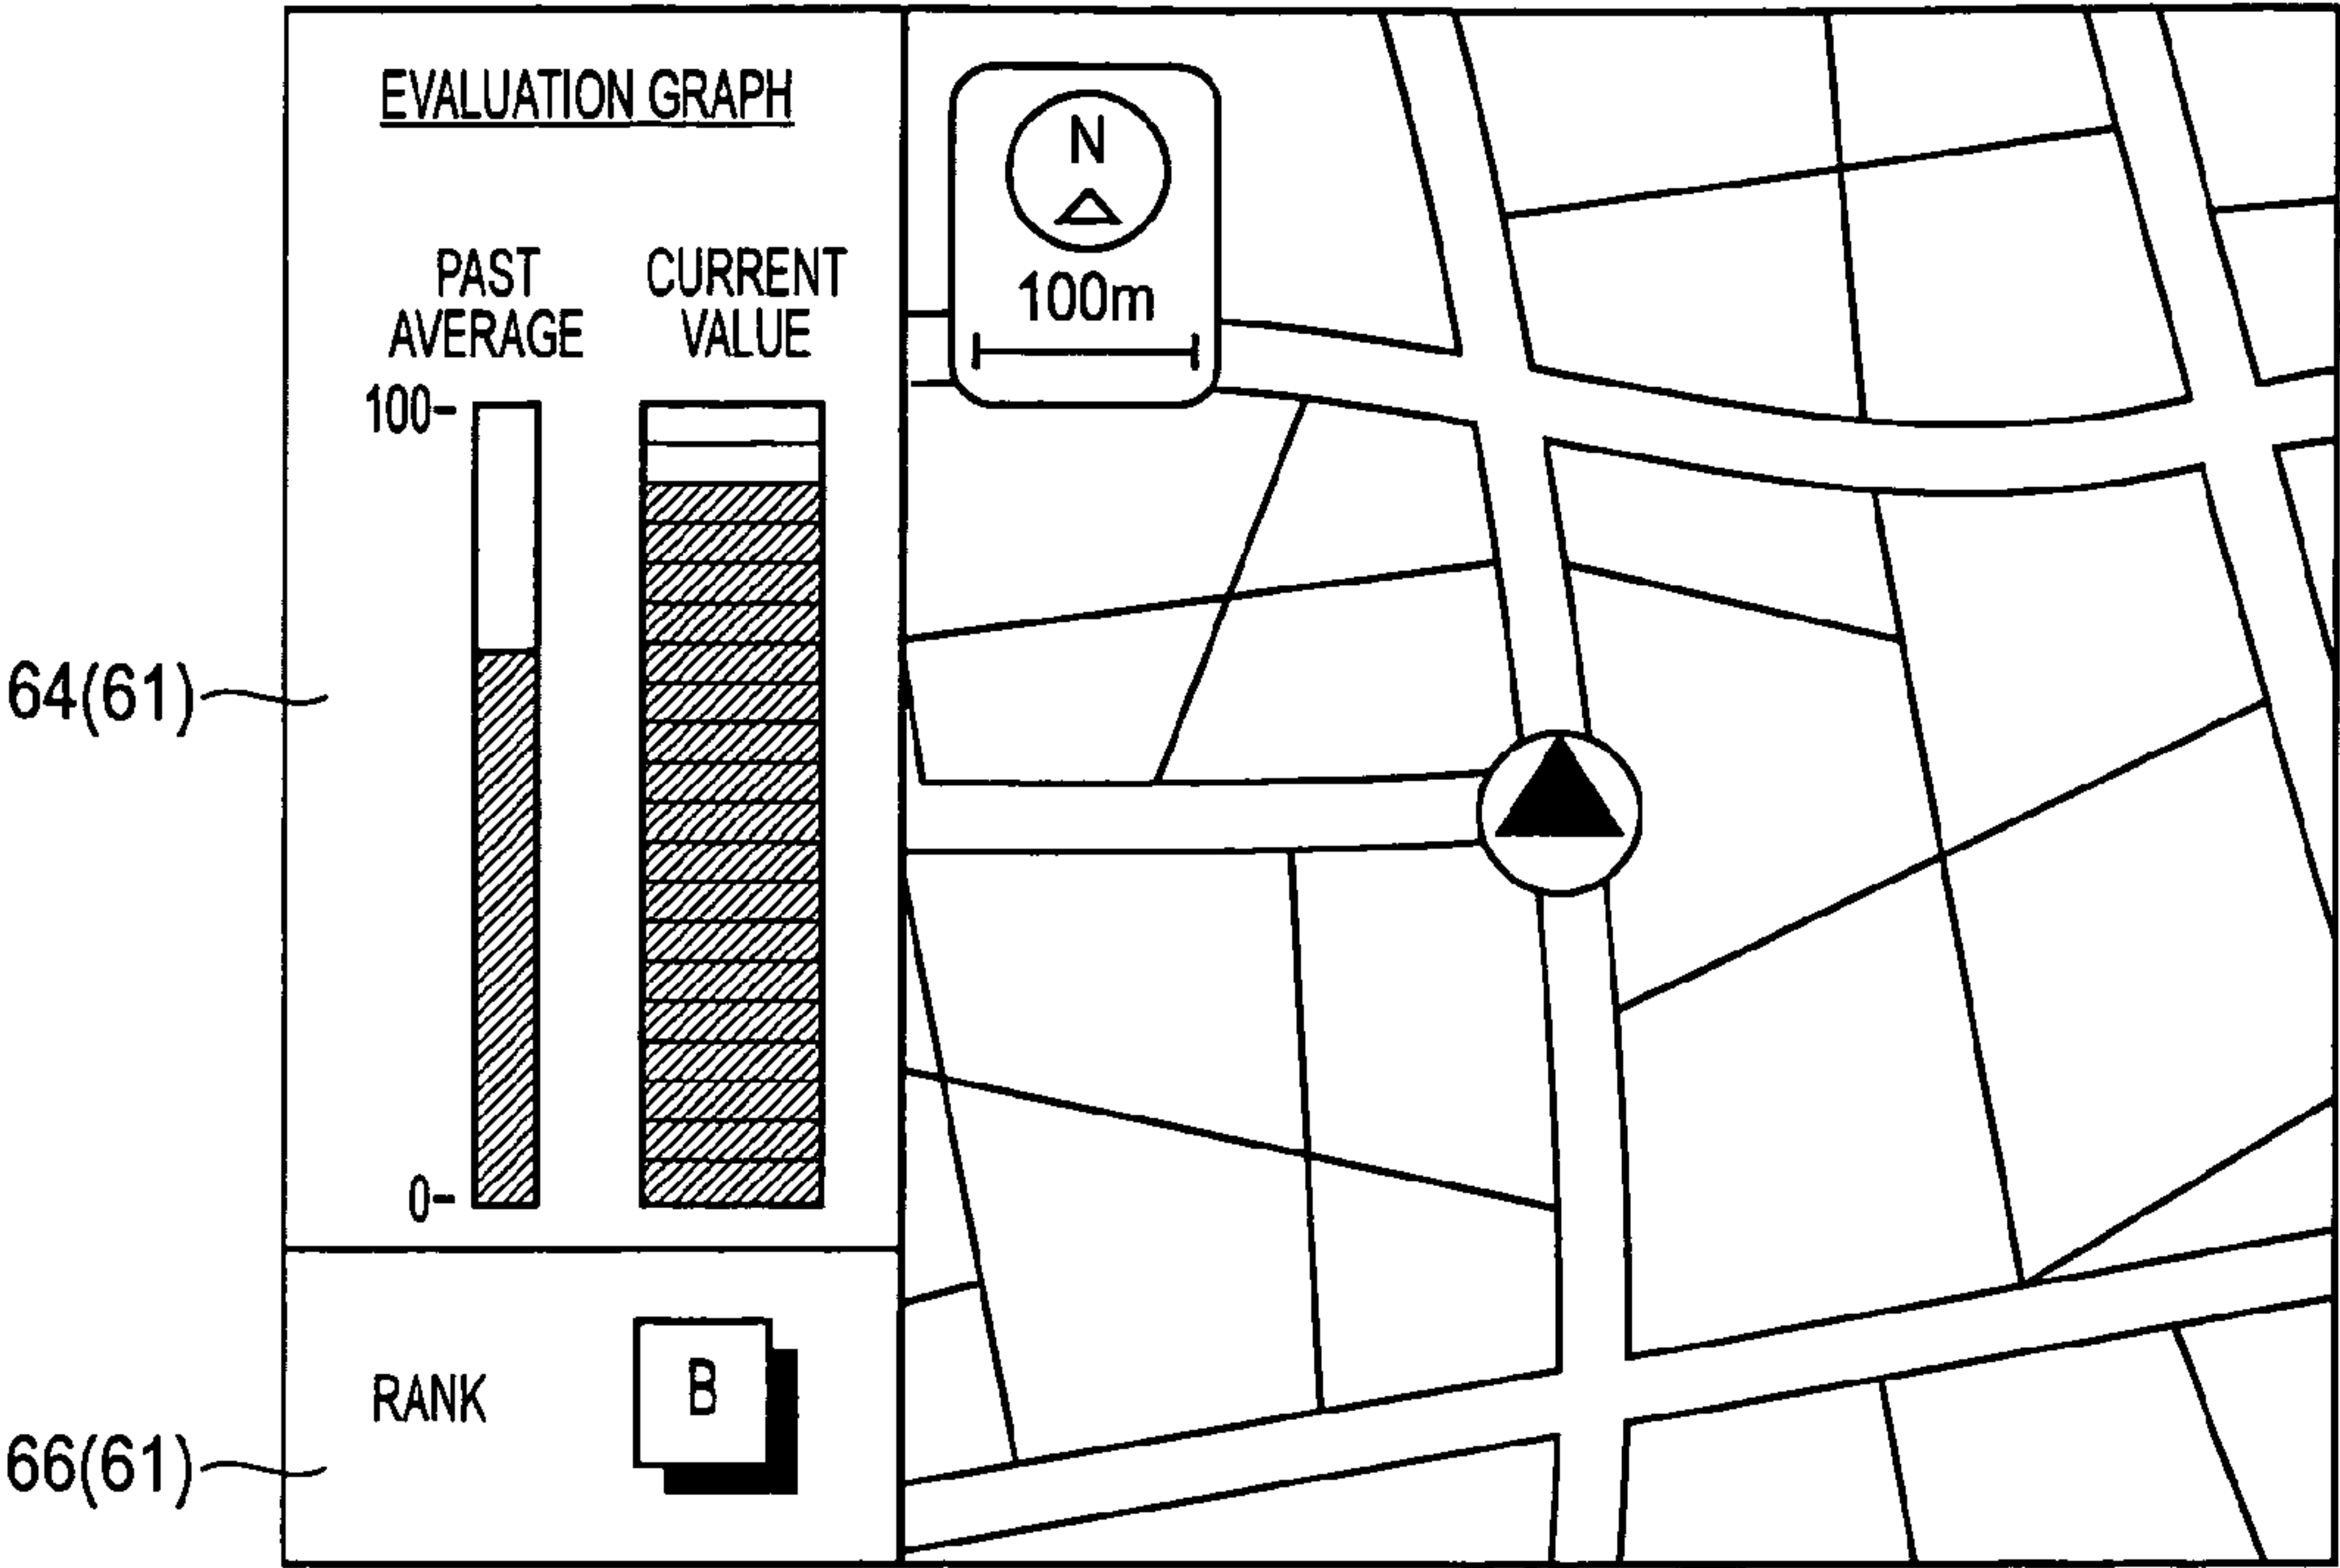 EVALUATION GRAPH
PAST
AVERAGE
CURRENT
VALUE
100-
0-
64(61)
RANK
B
66(61)
N
100m